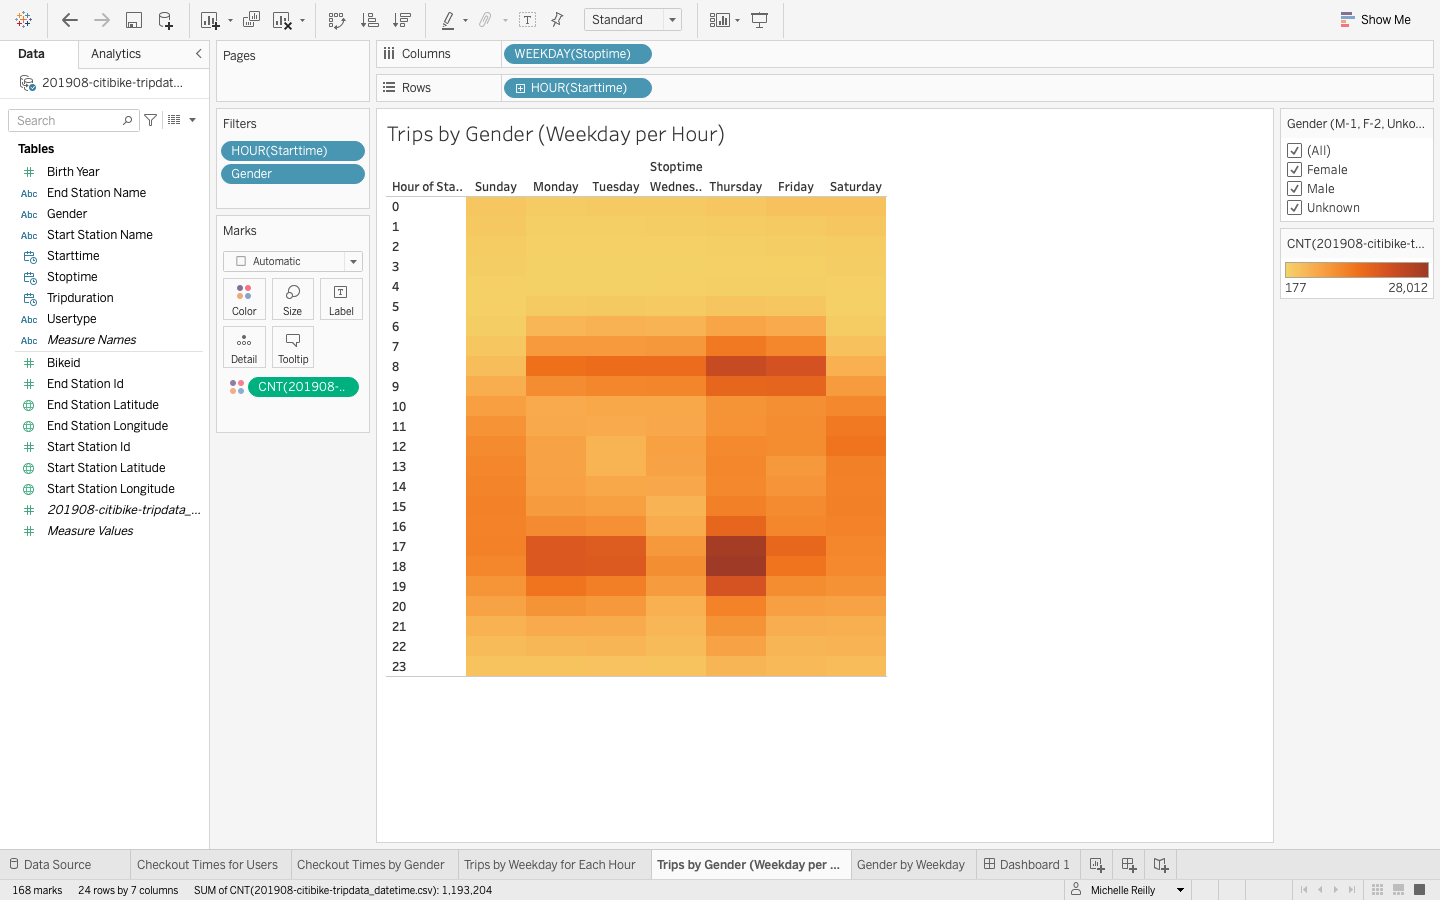 Standard
Show Me
Data
Analytics
201908-citibike-tripdat...
Search
Tables
Birth Year
Abc End Station Name
Abc Gender
Abc Start Station Name
Starttime
Stoptime
Tripduration
Abc Usertype
Abc Measure Names
Bikeid
End Station Id
End Station Latitude
End Station Longitude
Start Station Id
Start Station Latitude
Start Station Longitude
201908-citibike-tripdata_...
Measure Values
Pages
Filters
HOUR(Starttime)
Gender
Marks
Automatic
Color Size Label
Detail Tooltip
CNT(201908-..
Columns WEEKDAY(Stoptime)
Rows HOUR(Starttime)
Trips by Gender (Weekday per Hour)
Stoptime
Hour of Sta.. Sunday Monday Tuesday Wednes.. Thursday Friday Saturday
0
1
2
3
4
5
6
7
8
9
10
11
12
13
14
15
16
17
18
19
20
21
22
23
Gender (M-1, F-2, Unko...
(All)
Female
Male
Unknown
CNT(201908-citibike-t...
177 28,012
Data Source Checkout Times for Users Checkout Times by Gender Trips by Weekday for Each Hour Trips by Gender (Weekday per ... Gender by Weekday Dashboard 1
168 marks 24 rows by 7 columns SUM of CNT(201908-citibike-tripdata_datetime.csv): 1,193,204 Michelle Reilly